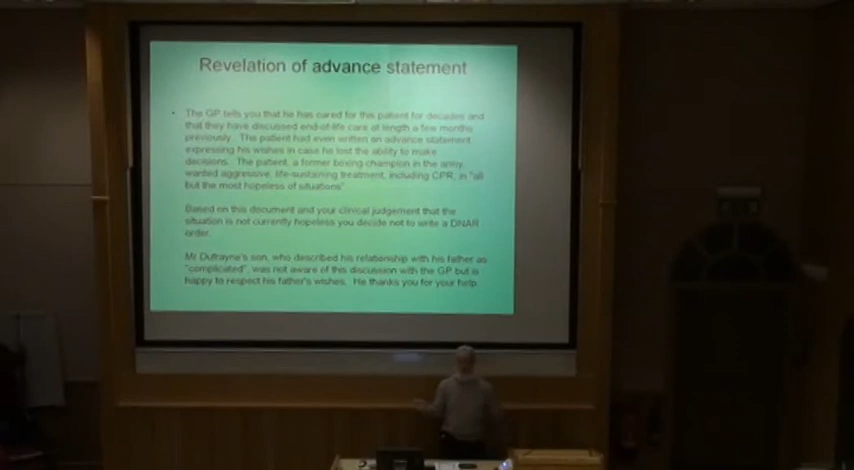 Revelation of advance statement
• The GP tells you that he has cared for this patient for decades and
that they have discussed end-of-life care at length a few months
previously. The patient had even written an advance statement
expressing his wishes in case he lost the ability to make
decisions. The patient, a former boxing champion in the army,
wanted aggressive, life-sustaining treatment, including CPR, in "all
but the most hopeless of situations"
Based on this document and your clinical judgement that the
situation is not currently hopeless you decide not to write a DNAR
order.
Mr Dufrayne's son, who described his relationship with his father as
"complicated", was not aware of this discussion with the GP but is
happy to respect his father's wishes. He thanks you for your help.